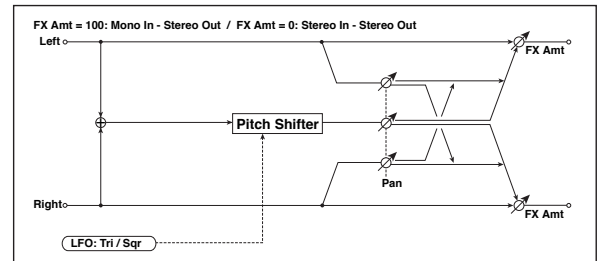 FX Amt = 100: Mono In - Stereo Out / FX Amt = 0: Stereo In - Stereo Out
Left
FX Amt
Pitch Shifter
Pan
Right
FX Amt
LFO: Tri / Sqr